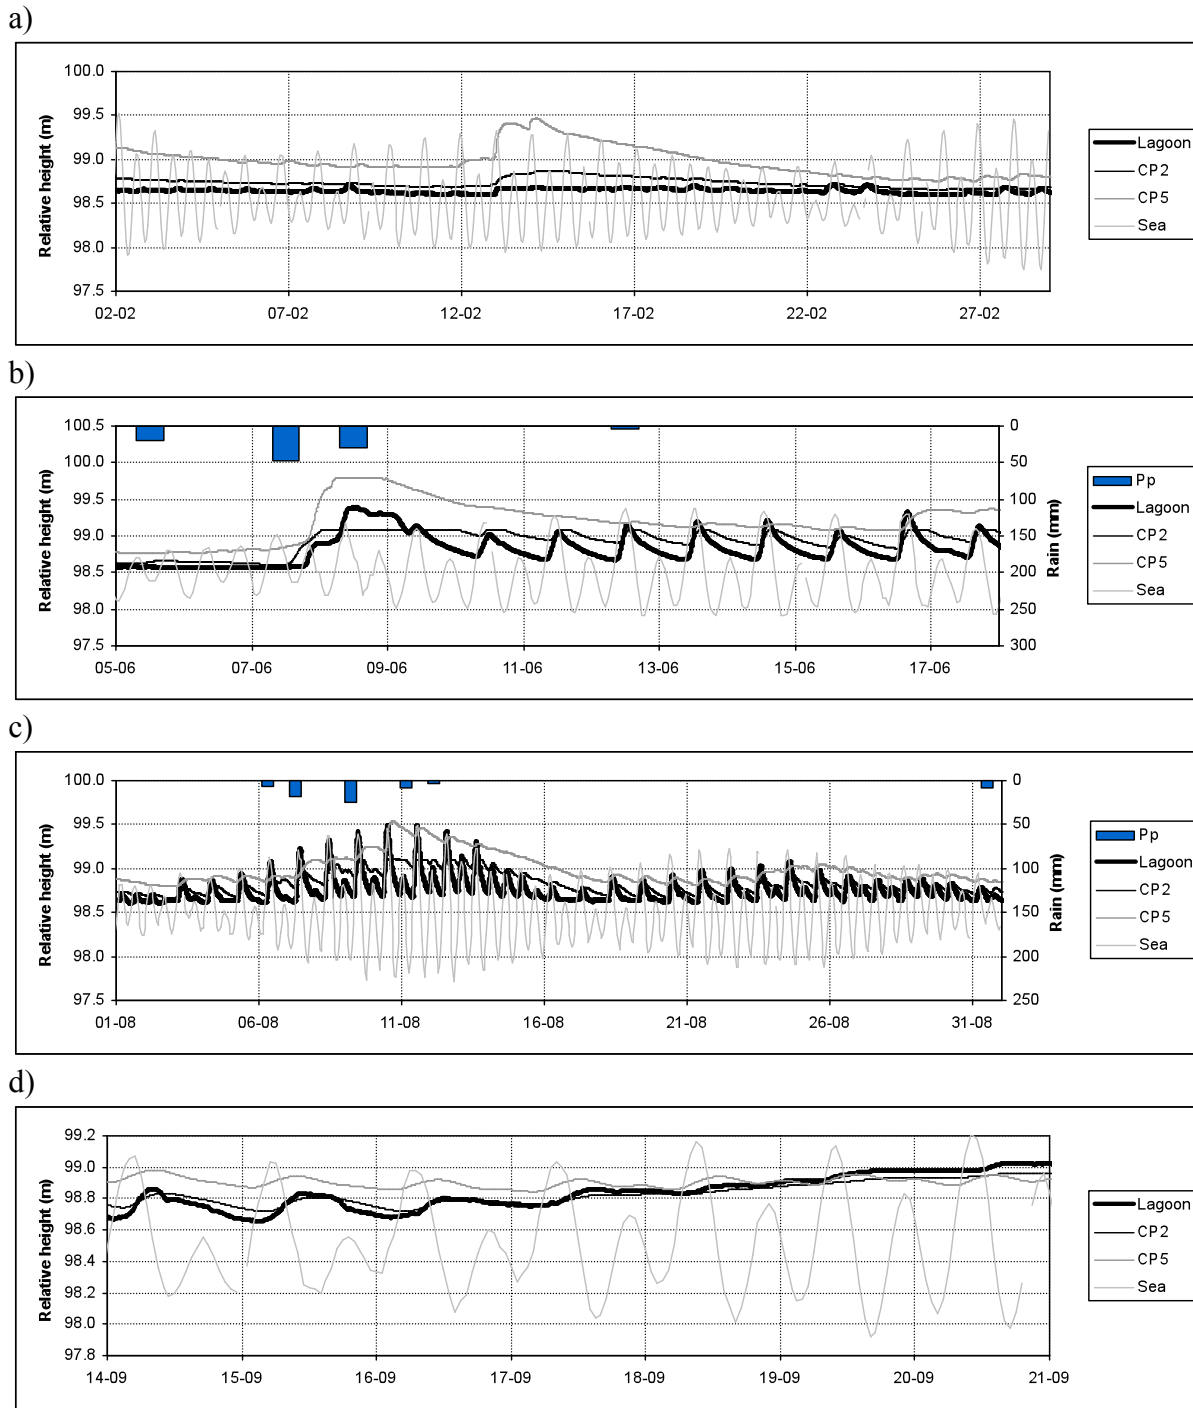 a)
100.0
99.5
99.0
98.5
98.0
97.5
Relative height (m)
02-02 07-02 12-02 17-02 22-02 27-02
Lagoon
CP2
CP5
Sea
b)
100.5
100.0
99.5
99.0
98.5
98.0
97.5
Relative height (m)
0
50
100
150
200
250
300
Rain (mm)
05-06 07-06 09-06 11-06 13-06 15-06 17-06
Pp
Lagoon
CP2
CP5
Sea
c)
100.0
99.5
99.0
98.5
98.0
97.5
Relative height (m)
0
50
100
150
200
250
Rain (mm)
01-08 06-08 11-08 16-08 21-08 26-08 31-08
Pp
Lagoon
CP2
CP5
Sea
d)
99.2
99.0
98.8
98.6
98.4
98.2
98.0
97.8
Relative height (m)
14-09 15-09 16-09 17-09 18-09 19-09 20-09 21-09
Lagoon
CP2
CP5
Sea